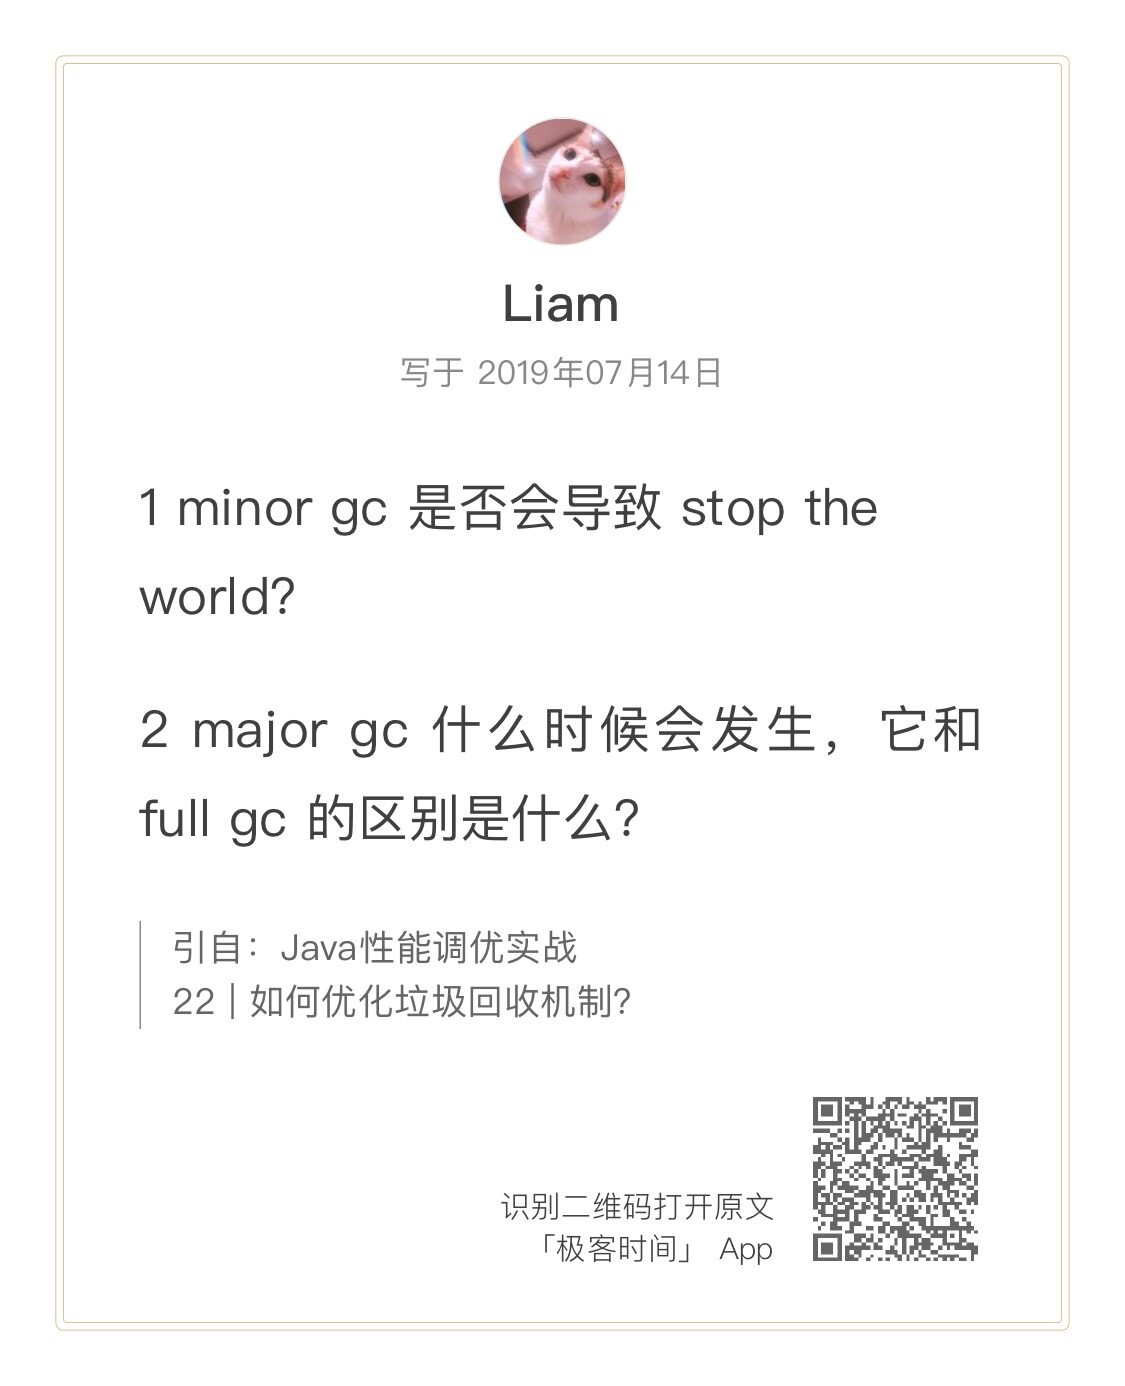 Liam
写于 2019年07月14日
1 minor gc 是否会导致 stop the
world?
2 major gc 什么时候会发生，它和
full gc 的区别是什么?
引自：Java性能调优实战
22 | 如何优化垃圾回收机制?
识别二维码打开原文
「极客时间」 App